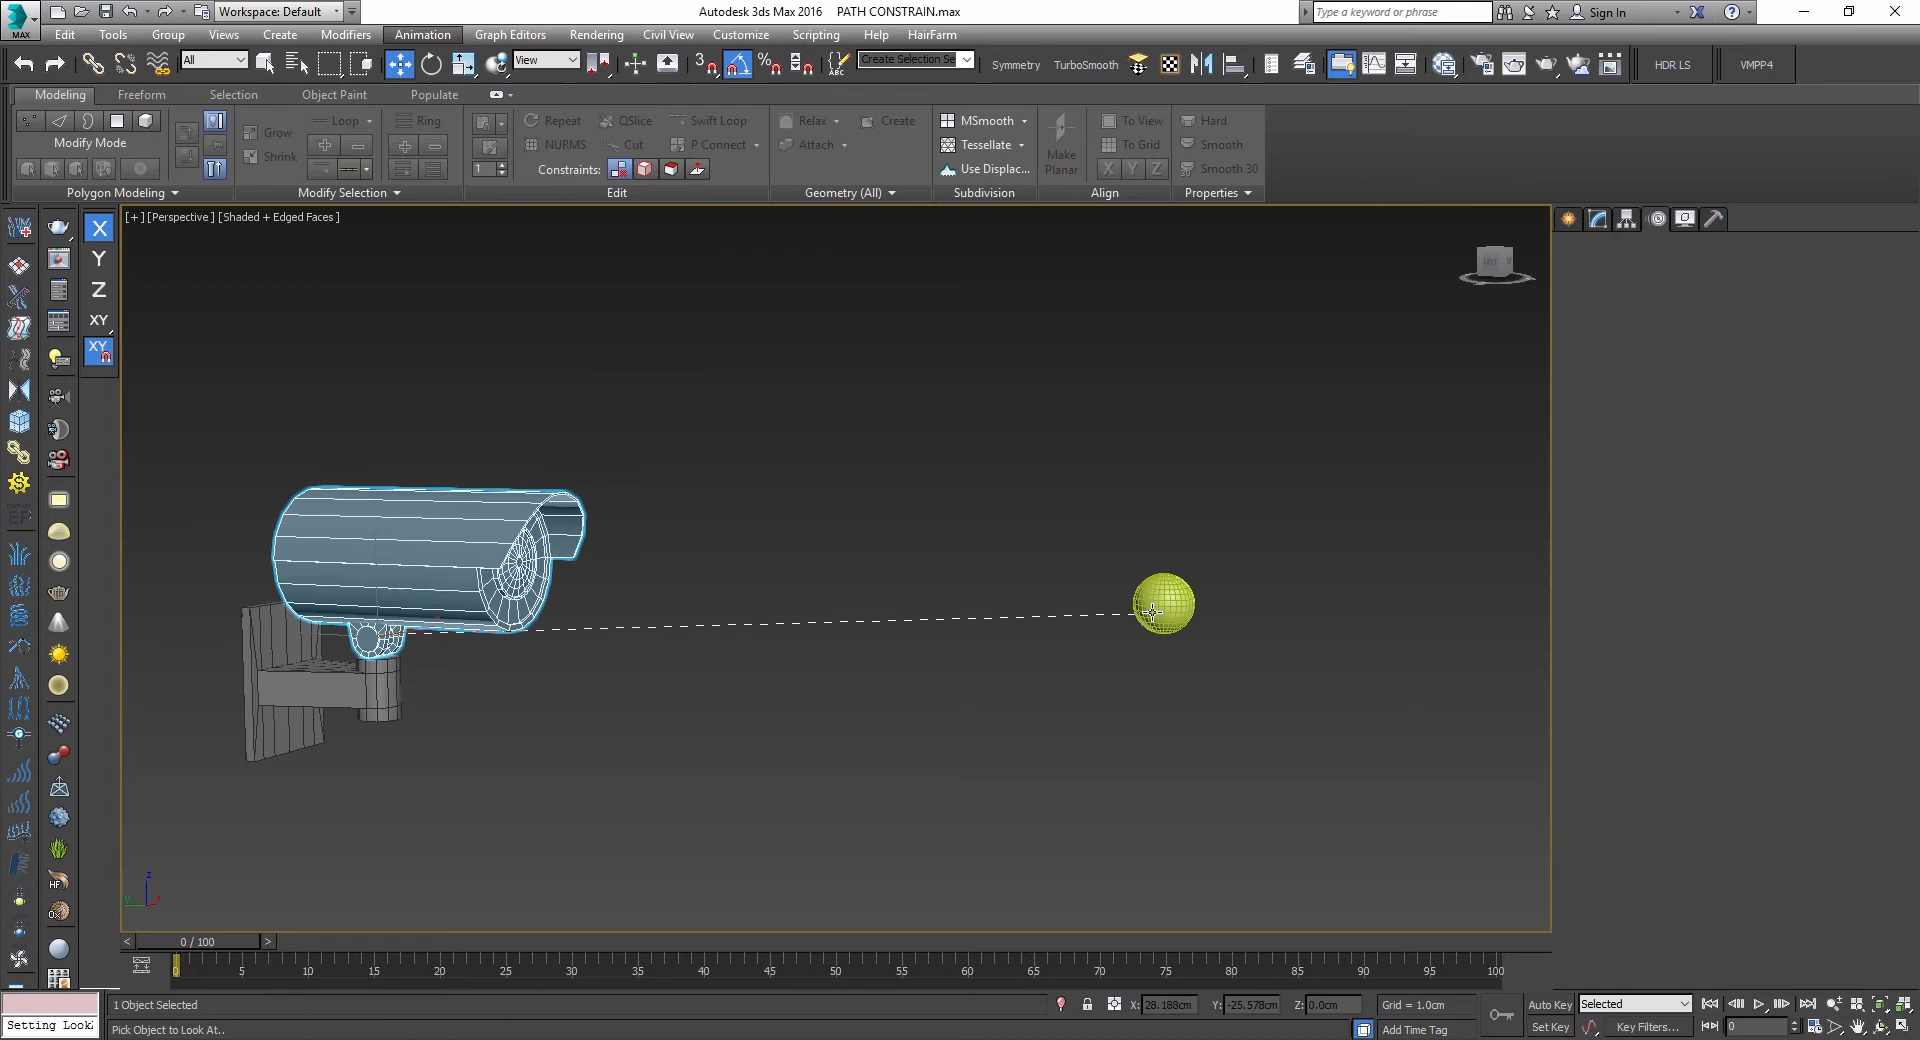 MAX
Workspace: Default
Autodesk 3ds Max 2016 PATH CONSTRAIN.max
Type a keyword or phrase
Sign In
Edit Tools Group Views Create Modifiers Animation Graph Editors Rendering Civil View Customize Scripting Help HairFarm
All
View
3
%
ABC
Create Selection Se
Symmetry
TurboSmooth
HDR LS
VMPP4
Modeling Freeform Selection Object Paint Populate
Modify Mode
Polygon Modeling
Grow
Shrink
Loop
Ring
Modify Selection
1
Repeat QSlice Swift Loop
NURMS Cut P Connect
Constraints:
Edit
Relax Create
Attach
Geometry (All)
MSmooth
Tessellate
Use Displac...
Subdivision
Make
Planar
To View
To Grid
X Y Z
Align
Hard
Smooth
Smooth 30
Properties
[+] [Perspective ] [Shaded + Edged Faces ]
X
Y
Z
XY
XY
LEFT
EF
HF
z
y
x
< 0 / 100 >
0 5 10 15 20 25 30 35 40 45 50 55 60 65 70 75 80 85 90 95 100
1 Object Selected
X: 28.188cm Y: -25.578cm Z: 0.0cm
Grid = 1.0cm
Auto Key
Selected
Setting Look
Pick Object to Look At..
Add Time Tag
Set Key
Key Filters...
0